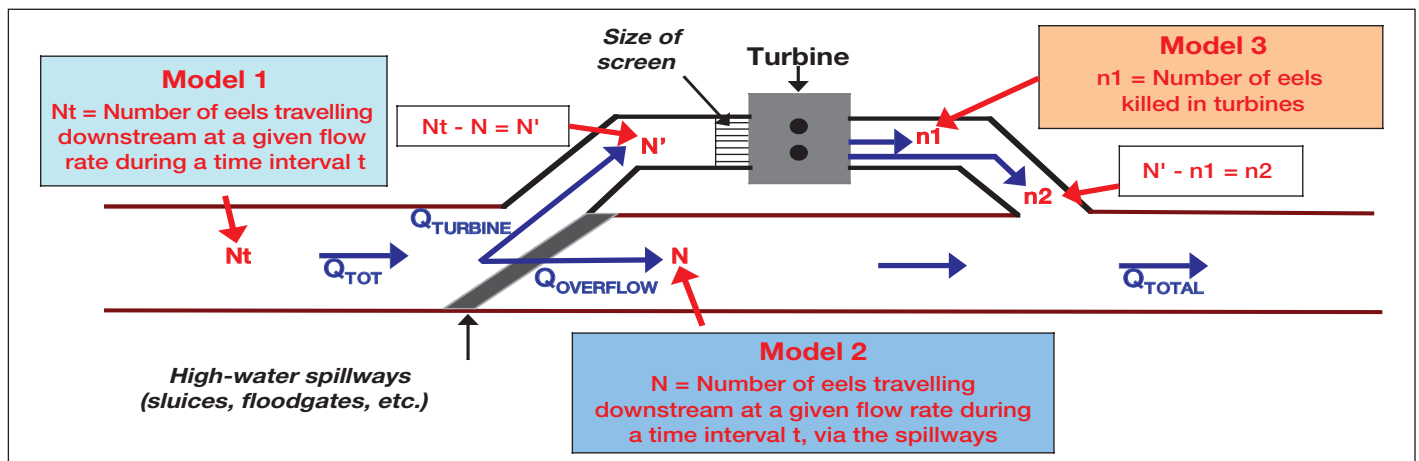 Size of
screen
Turbine
Model 1
Nt = Number of eels travelling
downstream at a given flow
rate during a time interval t
Nt - N = N'
N'
n1
Model 3
n1 = Number of eels
killed in turbines
N' - n1 = n2
n2
QTURBINE
Nt
QTOT
QOVERFLOW
N
QTOTAL
High-water spillways
(sluices, floodgates, etc.)
Model 2
N = Number of eels travelling
downstream at a given flow rate during
a time interval t, via the spillways